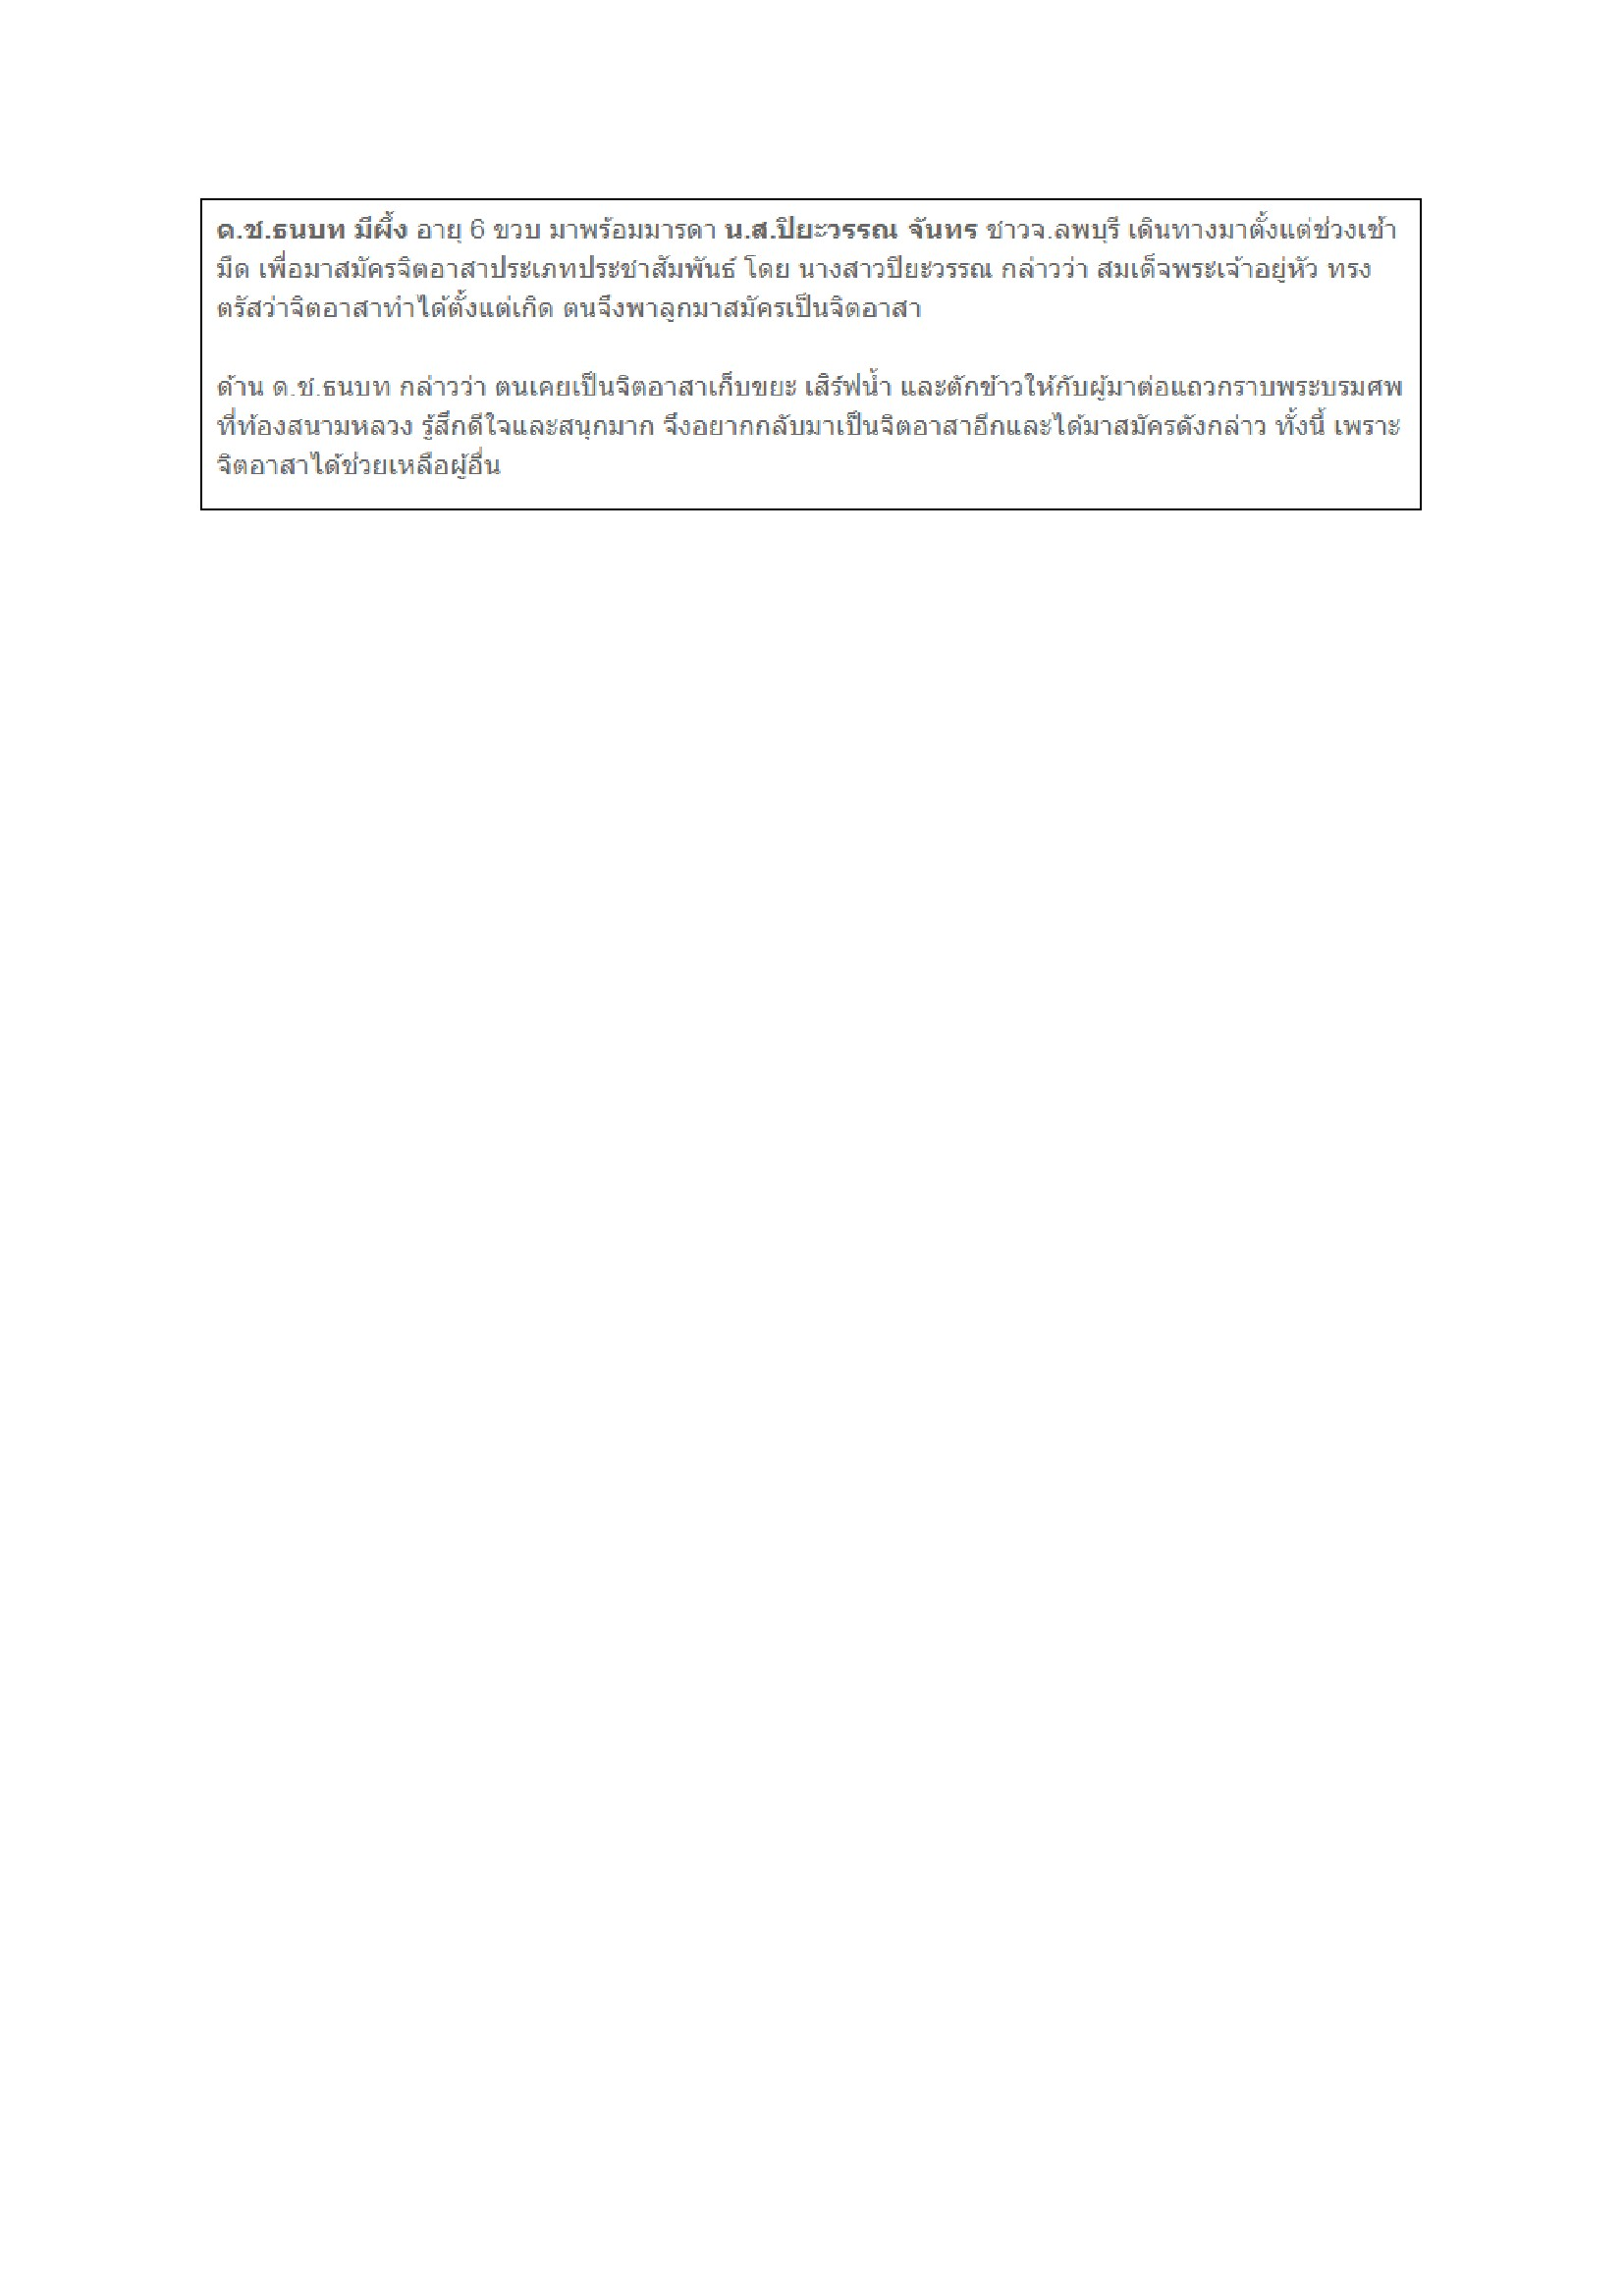 ด.ช.ธนบท มีผึ้ง อายุ 6 ขวบ มาพร้อมมารดา น.ส.ปิยะวรรณ จันทร ชาวจ.ลพบุรี เดินทางมาตั้งแต่ช่วงเช้า
มืด เพื่อมาสมัครจิตอาสาประเภทประชาสัมพันธ์ โดย นางสาวปิยะวรรณ กล่าวว่า สมเด็จพระเจ้าอยู่หัว ทรง
ตรัสว่าจิตอาสาทำได้ตั้งแต่เกิด ตนจึงพาลูกมาสมัครเป็นจิตอาสา
ด้าน ด.ช.ธนบท กล่าวว่า ตนเคยเป็นจิตอาสาเก็บขยะ เสิร์ฟน้ำ และตักข้าวให้กับผู้มาต่อแถวกราบพระบรมศพ
ที่ท้องสนามหลวง รู้สึกดีใจและสนุกมาก จึงอยากกลับมาเป็นจิตอาสาอีกและได้มาสมัครดังกล่าว ทั้งนี้ เพราะ
จิตอาสาได้ช่วยเหลือผู้อื่น